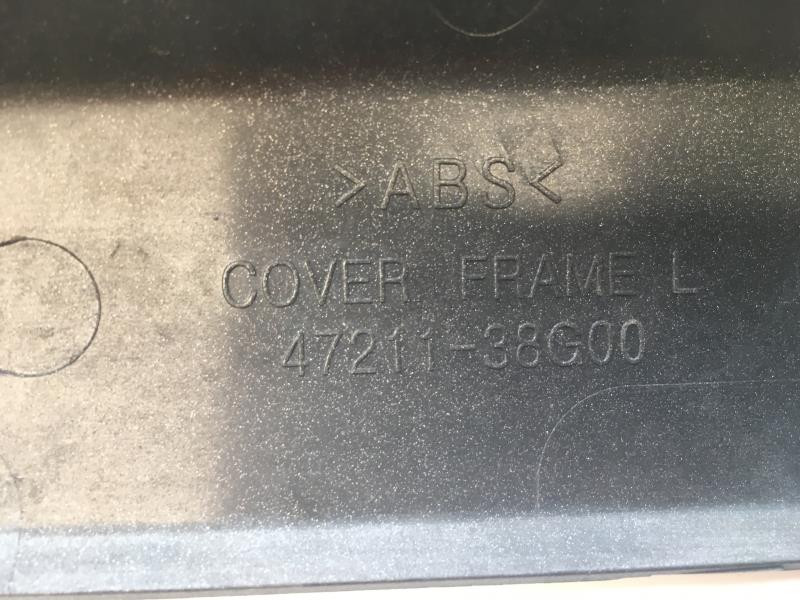 >ABS<
COVER FRAME L
47211-38G00